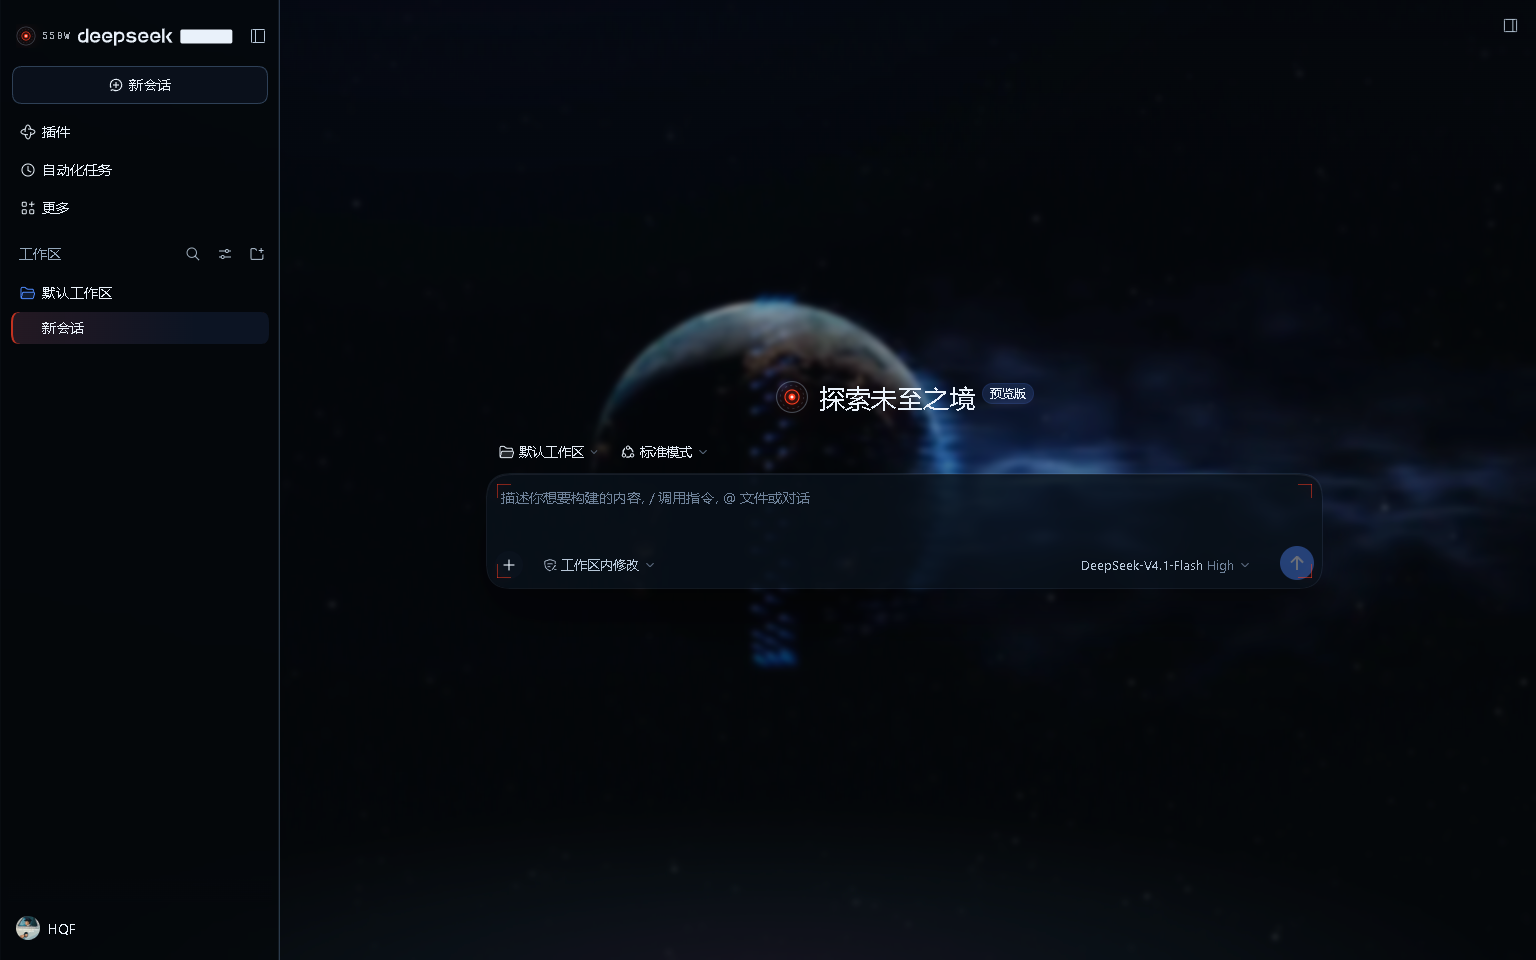 550W deepseek
新会话
插件
自动化任务
更多
工作区
默认工作区
新会话
HQF
探索未至之境 预览版
默认工作区 标准模式
描述你想要构建的内容, / 调用指令, @ 文件或对话
工作区内修改 DeepSeek-V4.1-Flash High